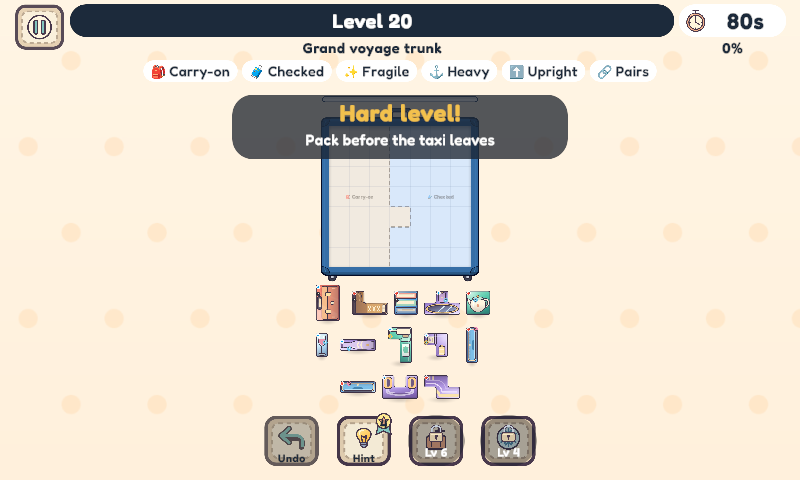 Level 20
80s
Grand voyage trunk
0%
Carry-on
Checked
Fragile
Heavy
Upright
Pairs
Hard level!
Pack before the taxi leaves
Carry-on
Checked
Undo
Hint
Lv 6
Lv 4